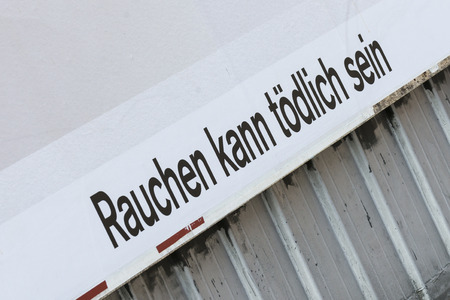 Rauchen kann tödlich sein